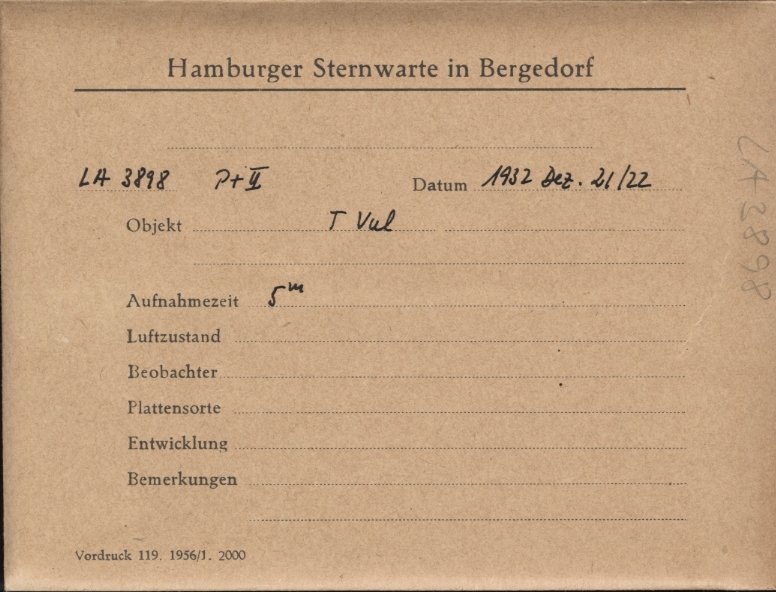 Hamburger Sternwarte in Bergedorf
LA 3898 P+II Datum 1932 Dez. 21/22
Objekt T Vul
Aufnahmezeit 5m
Luftzustand
Beobachter
Plattensorte
Entwicklung
Bemerkungen
Vordruck 119. 1956/1. 2000
LA 3898